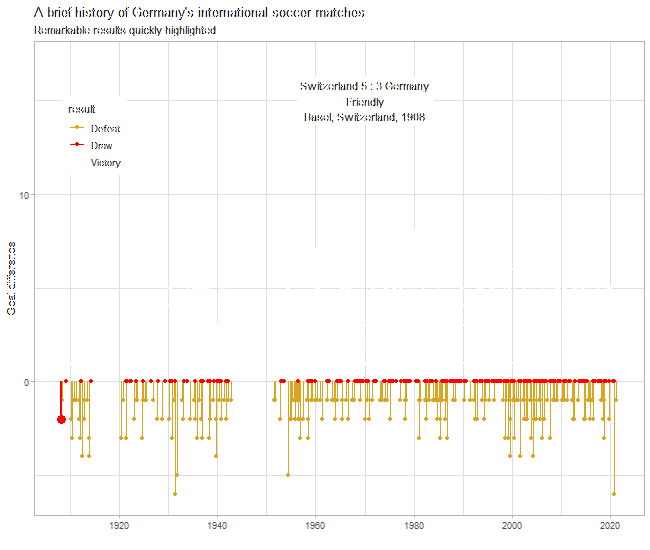 A brief history of Germany's international soccer matches
Remarkable results quickly highlighted
Switzerland 5 : 3 Germany
Friendly
Basel, Switzerland, 1908
result
Defeat
Draw
Victory
Goal difference
10
0
1920
1940
1960
1980
2000
2020